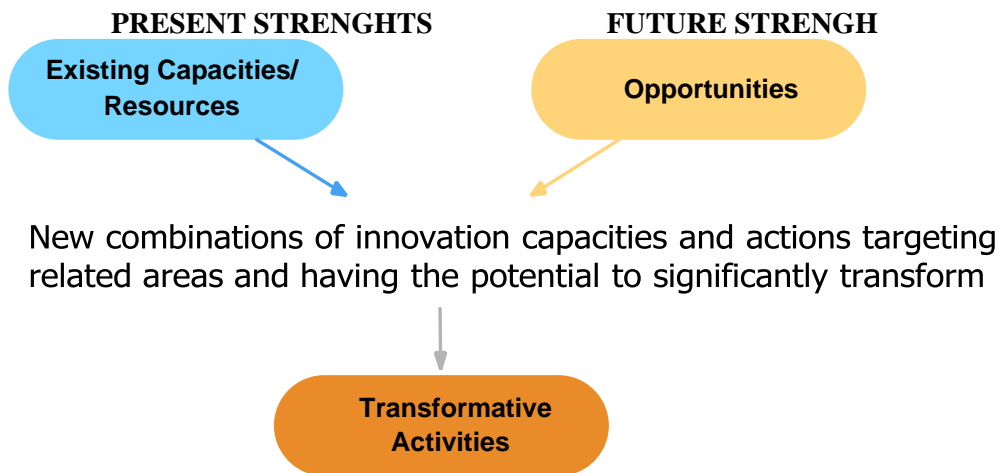 PRESENT STRENGHTS
FUTURE STRENGH
Existing Capacities/
Resources
Opportunities
New combinations of innovation capacities and actions targeting
related areas and having the potential to significantly transform
Transformative
Activities